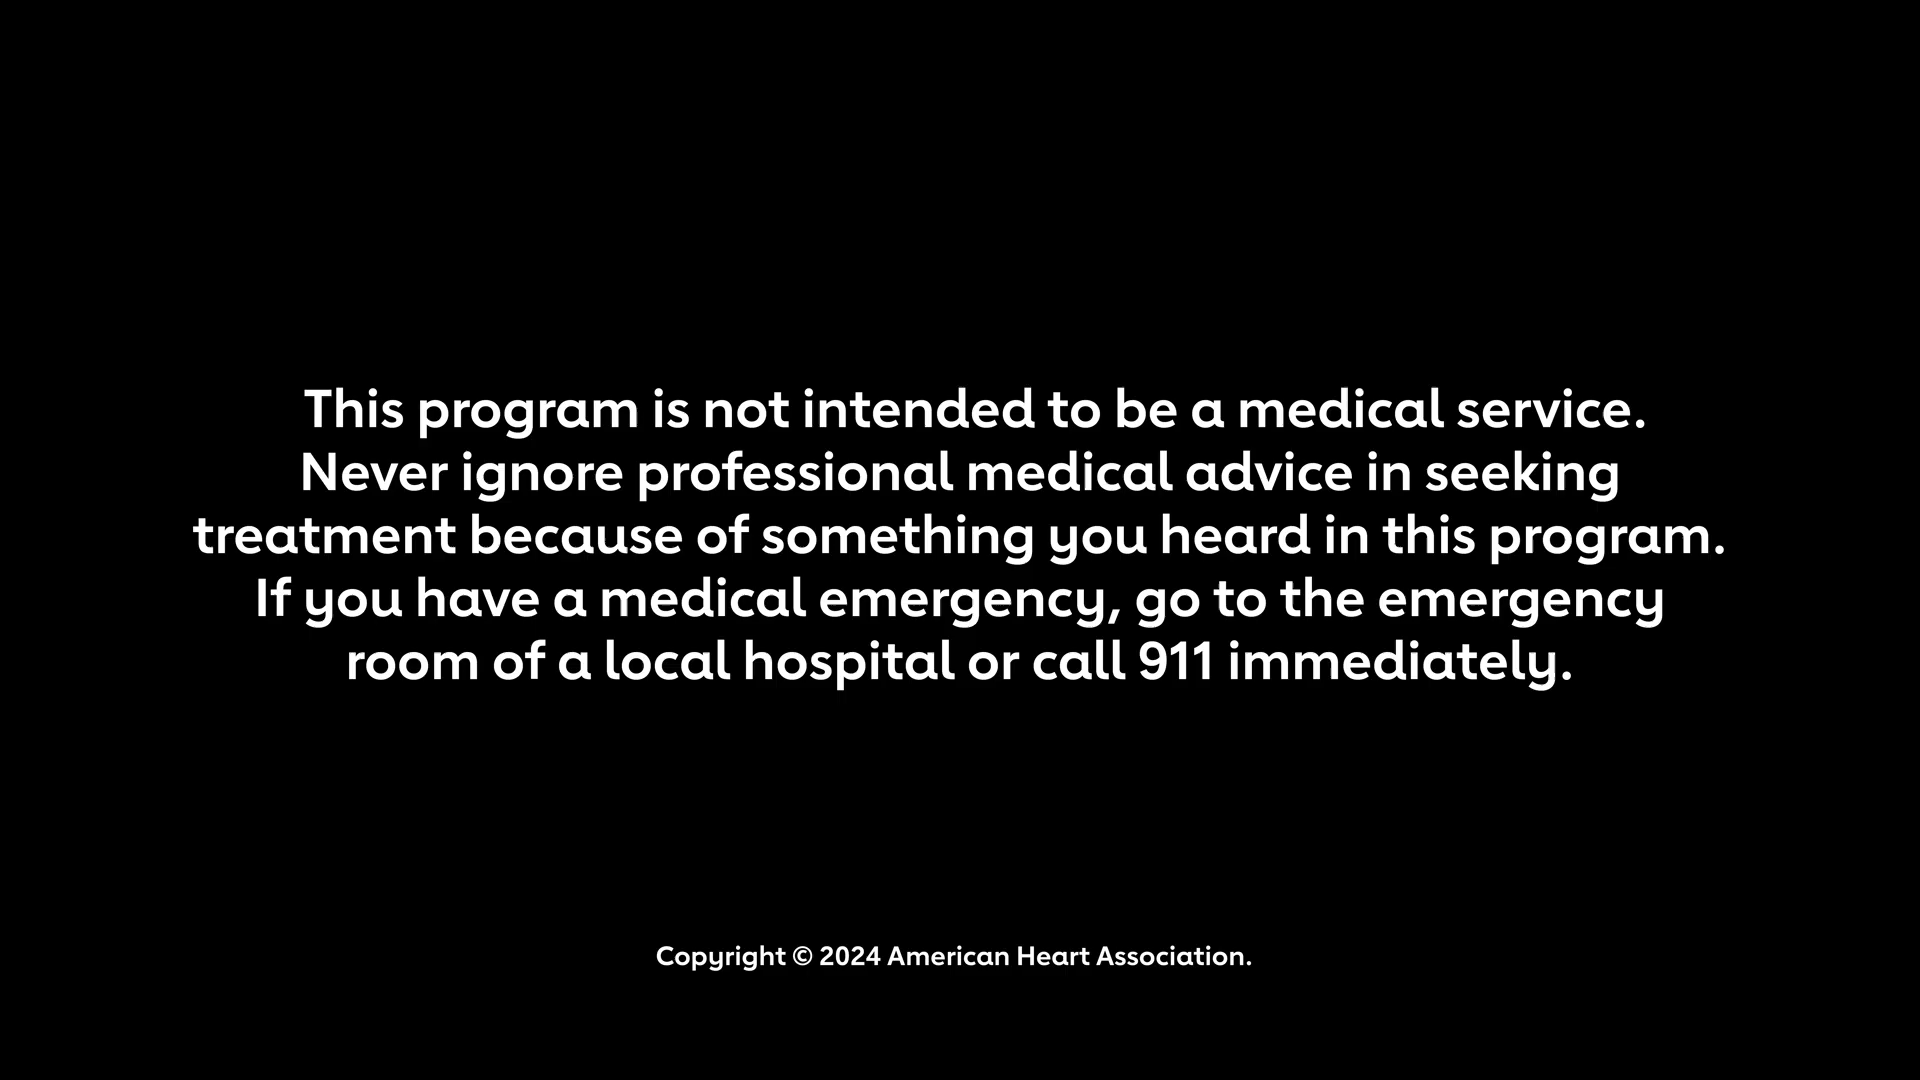 This program is not intended to be a medical service.
Never ignore professional medical advice in seeking
treatment because of something you heard in this program.
If you have a medical emergency, go to the emergency
room of a local hospital or call 911 immediately.
Copyright © 2024 American Heart Association.